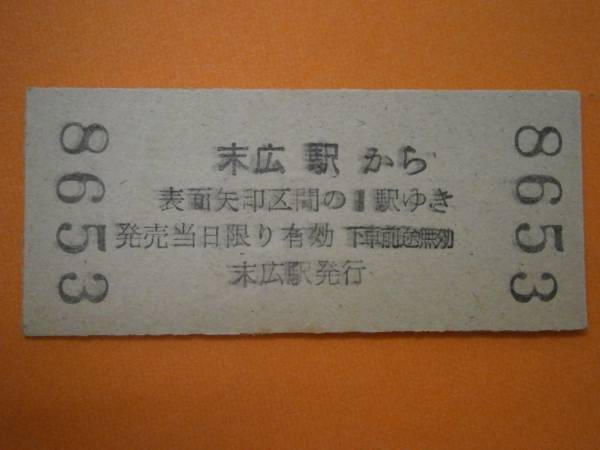 8653
末広駅から
表面矢印区間の1駅ゆき
発売当日限り有効 下車前途無効
末広駅発行
8653